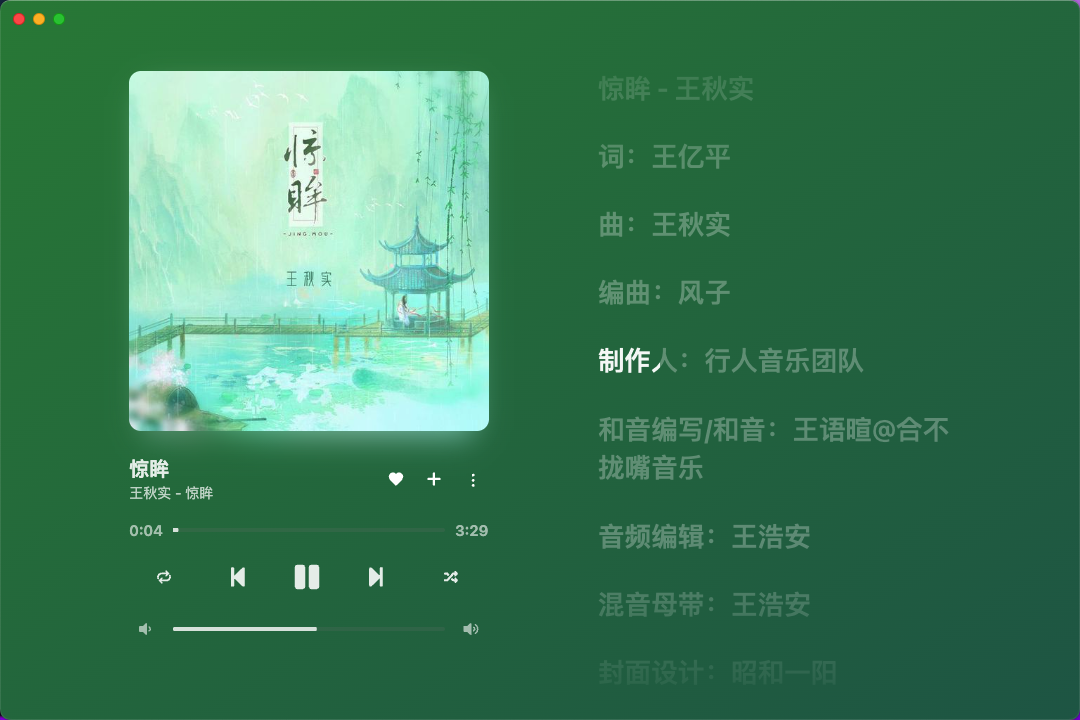 惊
眸
-JING.MOU-
王秋实
惊眸
王秋实 - 惊眸
0:04
3:29
惊眸 - 王秋实
词：王亿平
曲：王秋实
编曲：风子
制作人：行人音乐团队
和音编写/和音：王语暄@合不
拢嘴音乐
音频编辑：王浩安
混音母带：王浩安
封面设计：昭和一阳